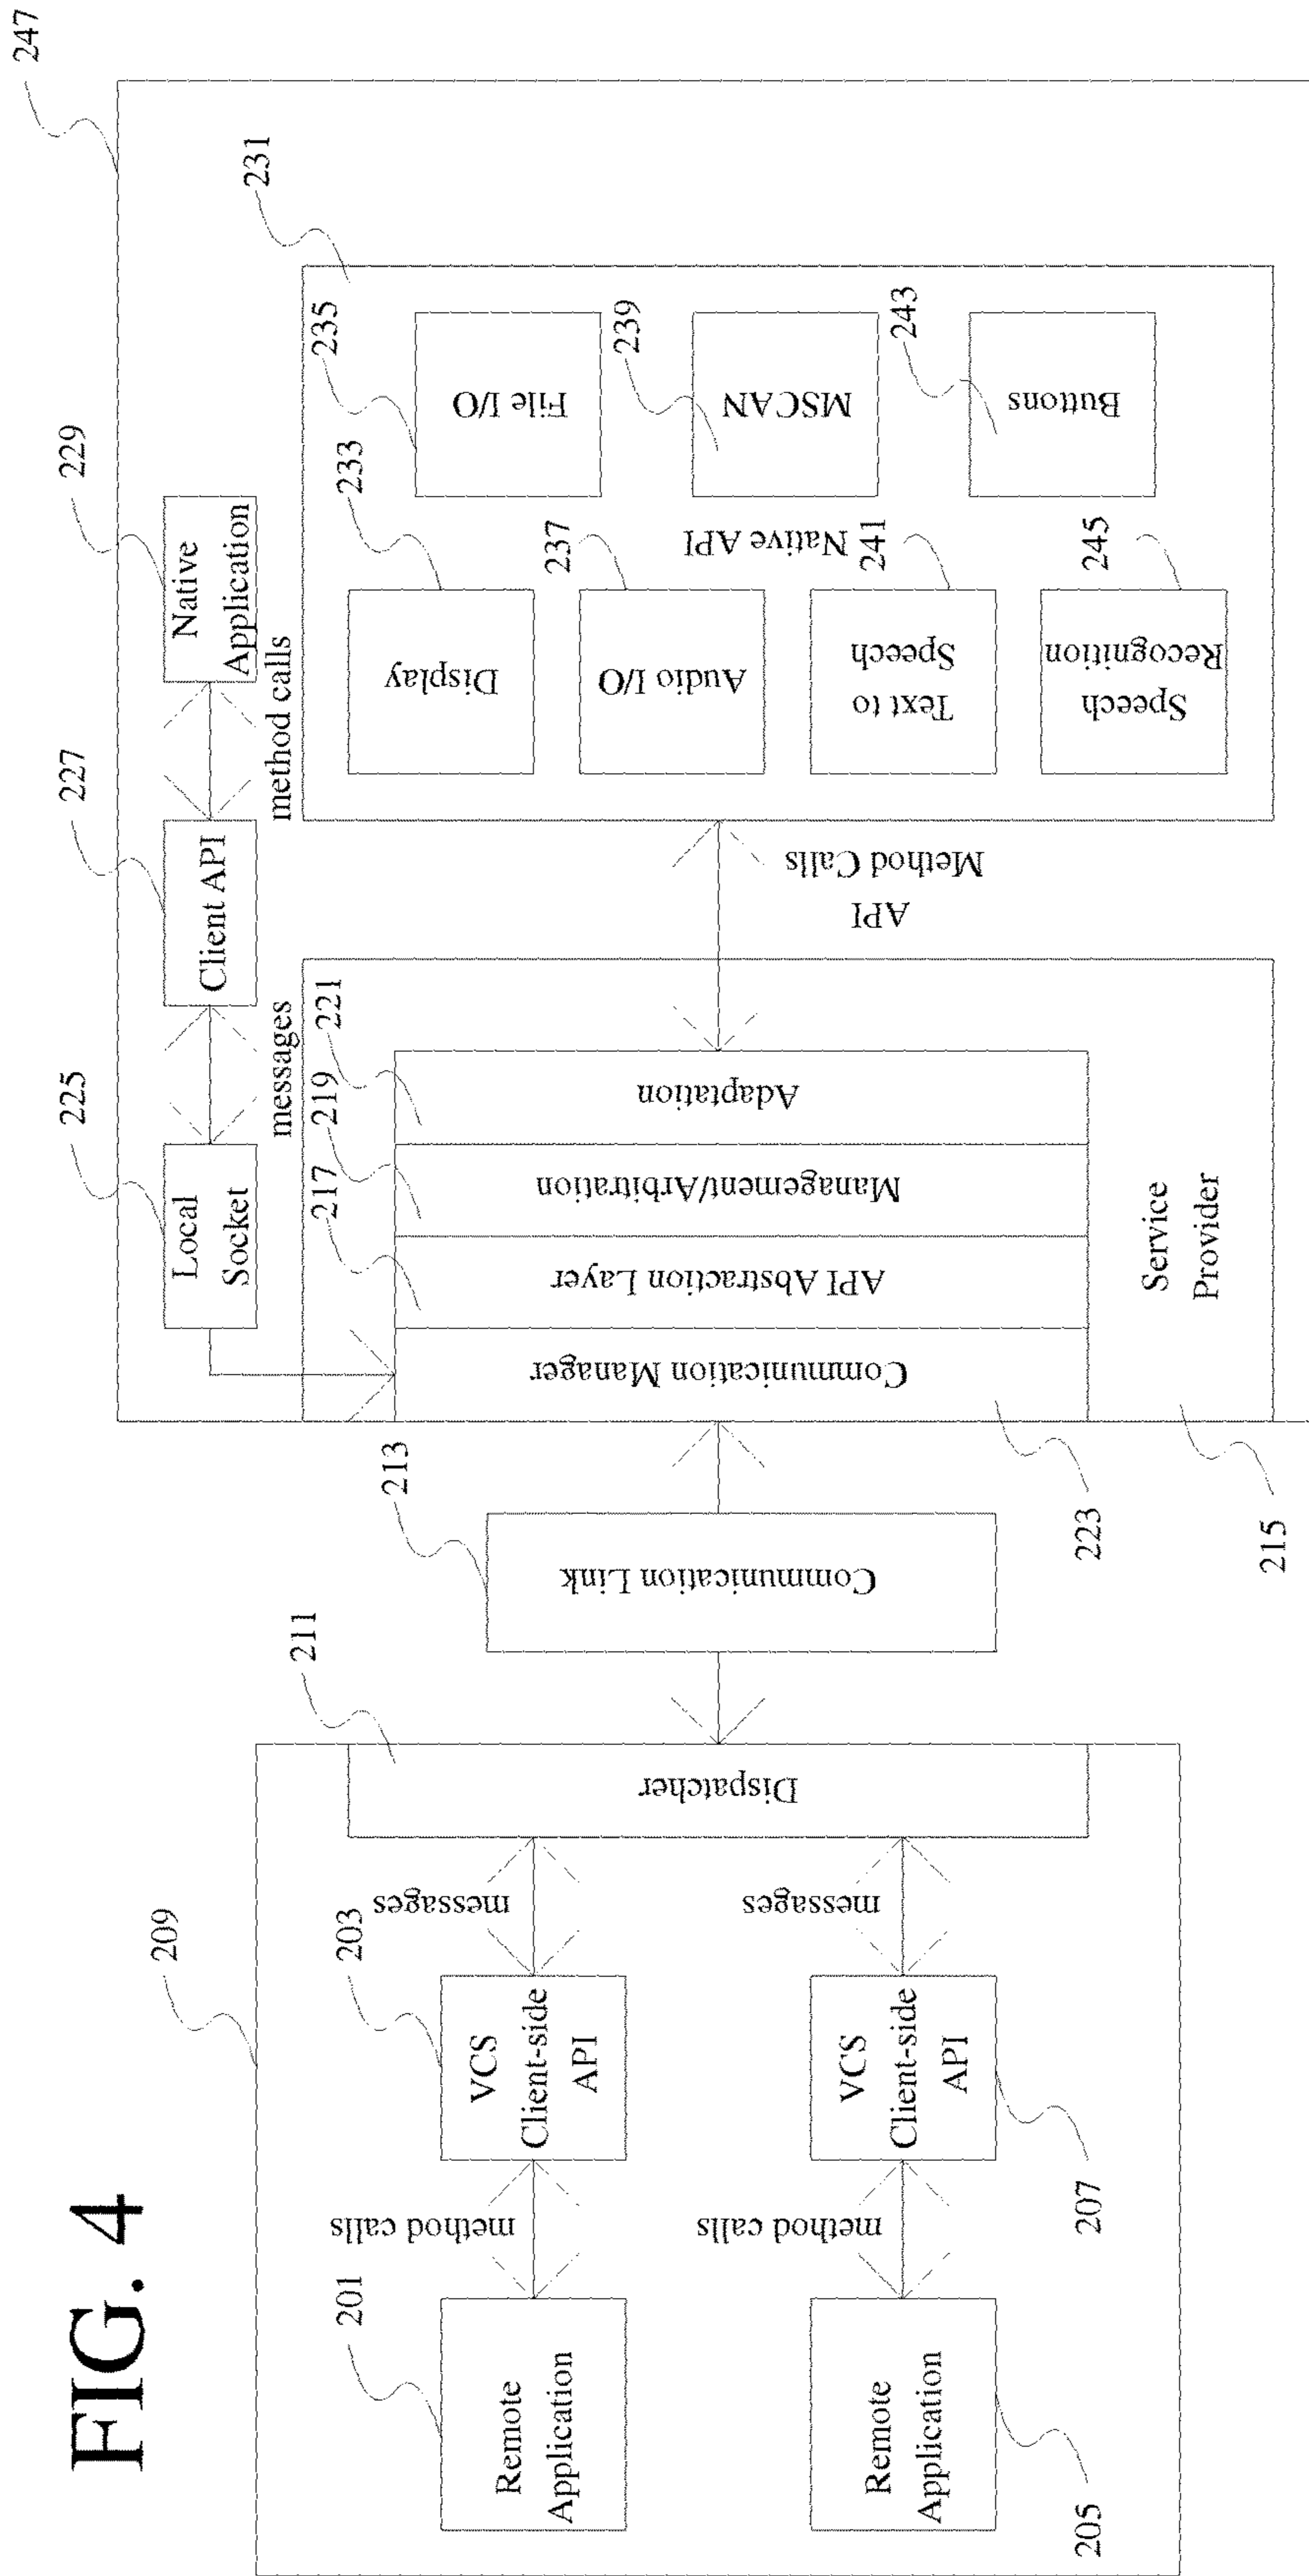 FIG. 4
209
201
Remote
Application
method calls
203
VCS
Client-side
API
messages
205
Remote
Application
method calls
207
VCS
Client-side
API
messages
211
Dispatcher
213
Communication Link
247
225
Local
Socket
messages
227
Client API
method calls
229
Native
Application
217
219
221
Communication Manager
API Abstraction Layer
Management/Arbitration
Adaptation
223
Service
Provider
215
API
Method Calls
231
233
Display
235
File I/O
237
Audio I/O
239
MSCAN
Native API
241
Text to
Speech
243
Buttons
245
Speech
Recognition